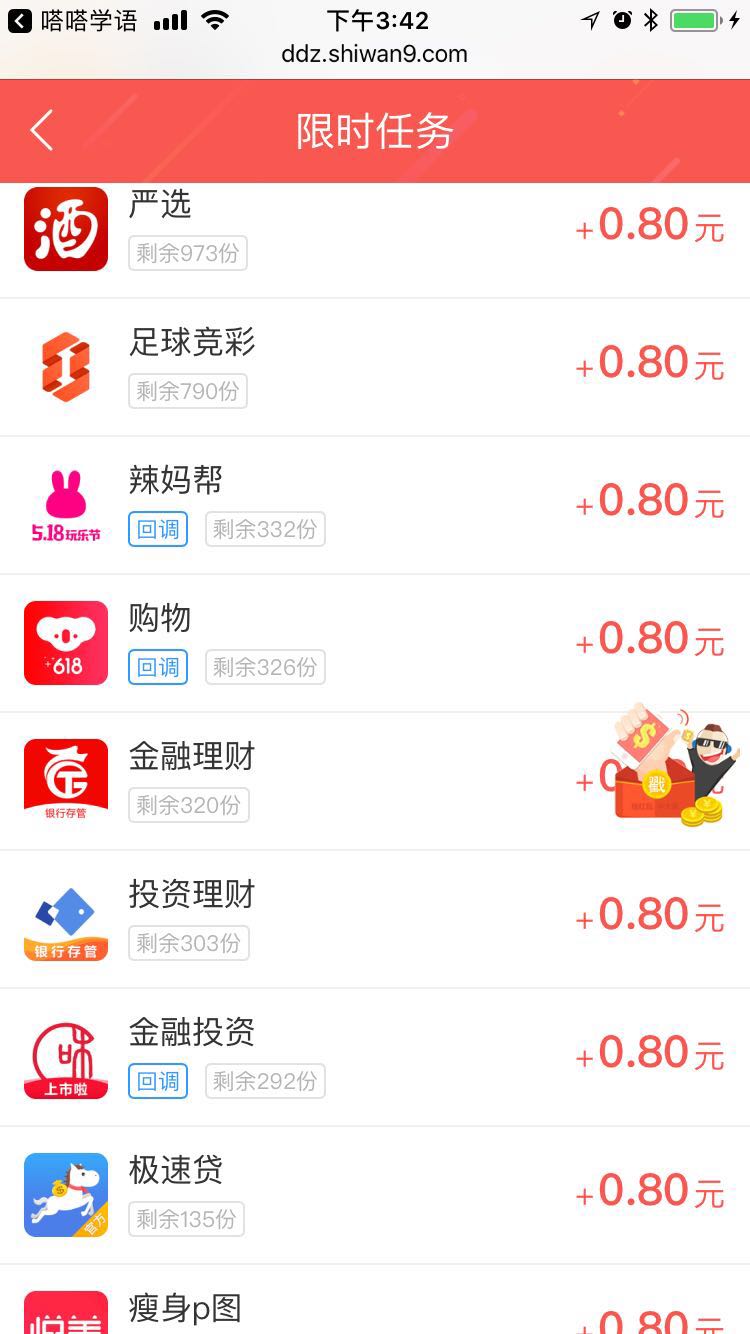 嗒嗒学语
下午3:42
ddz.shiwan9.com
限时任务
酒
严选
剩余973份
+0.80元
足球竞彩
剩余790份
+0.80元
辣妈帮
5.18玩乐节
回调
剩余332份
+0.80元
购物
618
回调
剩余326份
+0.80元
金融理财
银行存管
剩余320份
戳
投资理财
银行存管
剩余303份
+0.80元
金融投资
味
上市啦
回调
剩余292份
+0.80元
极速贷
官方
剩余135份
+0.80元
瘦身p图
悦美
+0.80元